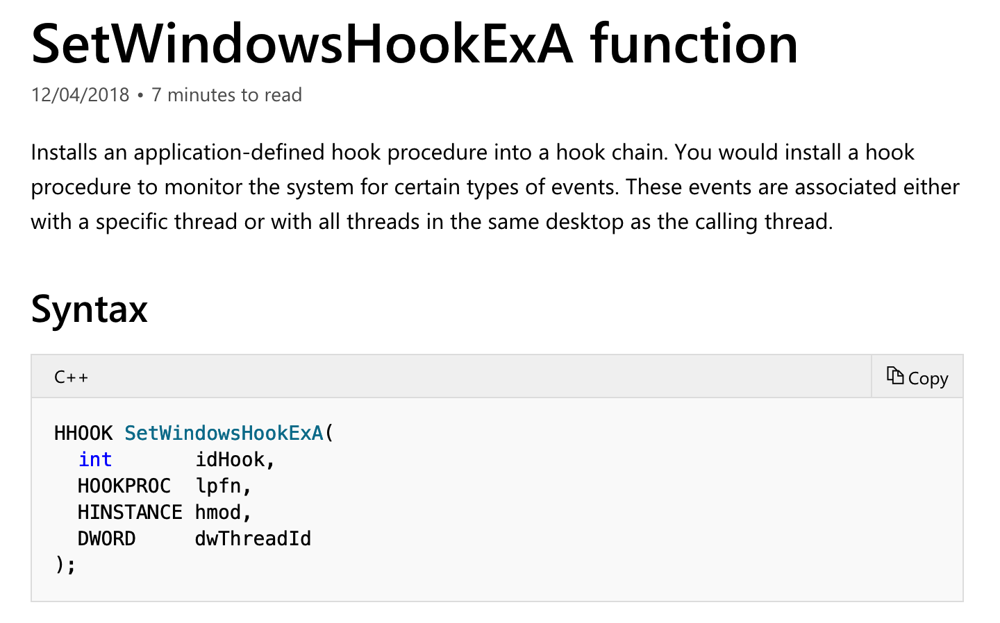 SetWindowsHookExA function
12/04/2018 • 7 minutes to read
Installs an application-defined hook procedure into a hook chain. You would install a hook
procedure to monitor the system for certain types of events. These events are associated either
with a specific thread or with all threads in the same desktop as the calling thread.
Syntax
C++ Copy
HHOOK SetWindowsHookExA(
  int       idHook,
  HOOKPROC  lpfn,
  HINSTANCE hmod,
  DWORD     dwThreadId
);